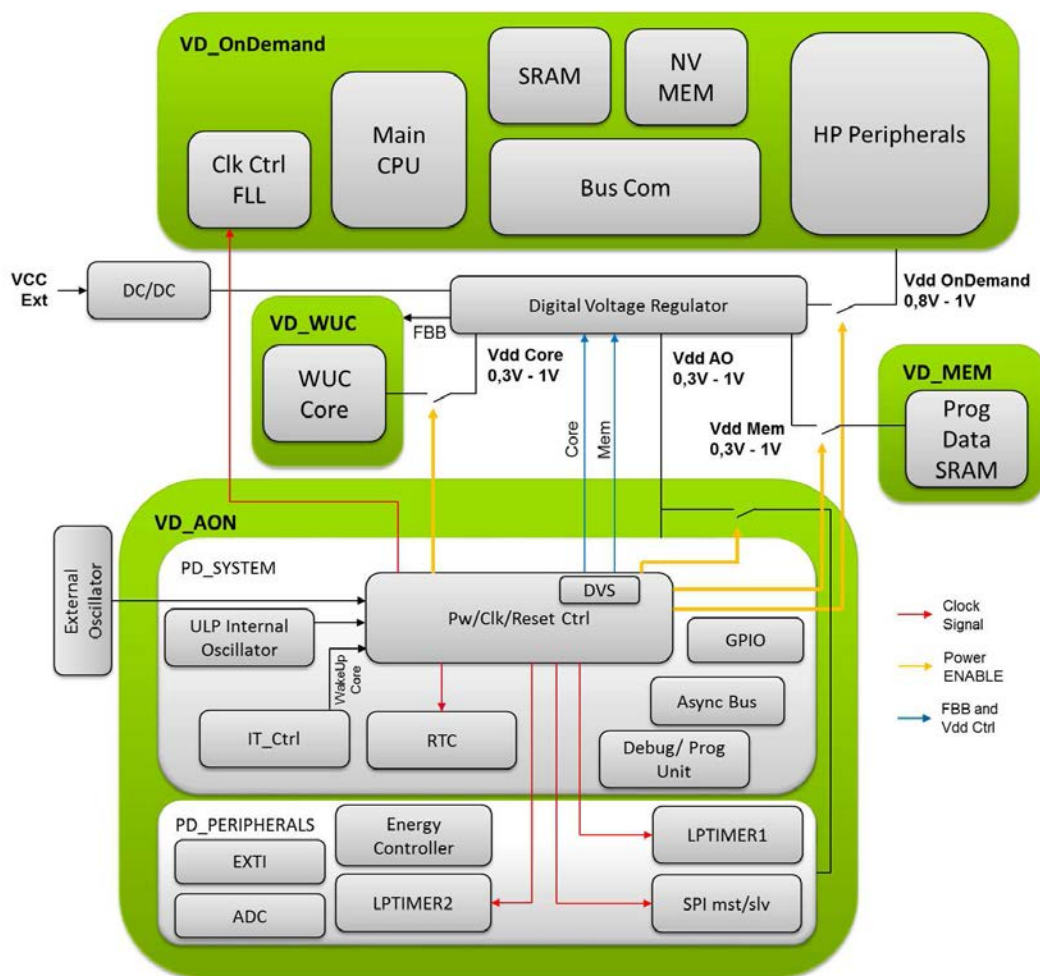 VD_OnDemand
SRAM
NV
MEM
Main
CPU
HP Peripherals
Clk Ctrl
FLL
Bus Com
VCC
Ext
DC/DC
Digital Voltage Regulator
Vdd OnDemand
0,8V - 1V
VD_WUC
FBB
WUC
Core
Vdd Core
0,3V - 1V
Core
Mem
Vdd AO
0,3V - 1V
Vdd Mem
0,3V - 1V
VD_MEM
Prog
Data
SRAM
VD_AON
External
Oscillator
PD_SYSTEM
DVS
Pw/Clk/Reset Ctrl
ULP Internal
Oscillator
WakeUp
Core
GPIO
Async Bus
IT_Ctrl
RTC
Debug/ Prog
Unit
Clock
Signal
Power
ENABLE
FBB and
Vdd Ctrl
PD_PERIPHERALS
Energy
Controller
LPTIMER1
EXTI
LPTIMER2
SPI mst/slv
ADC